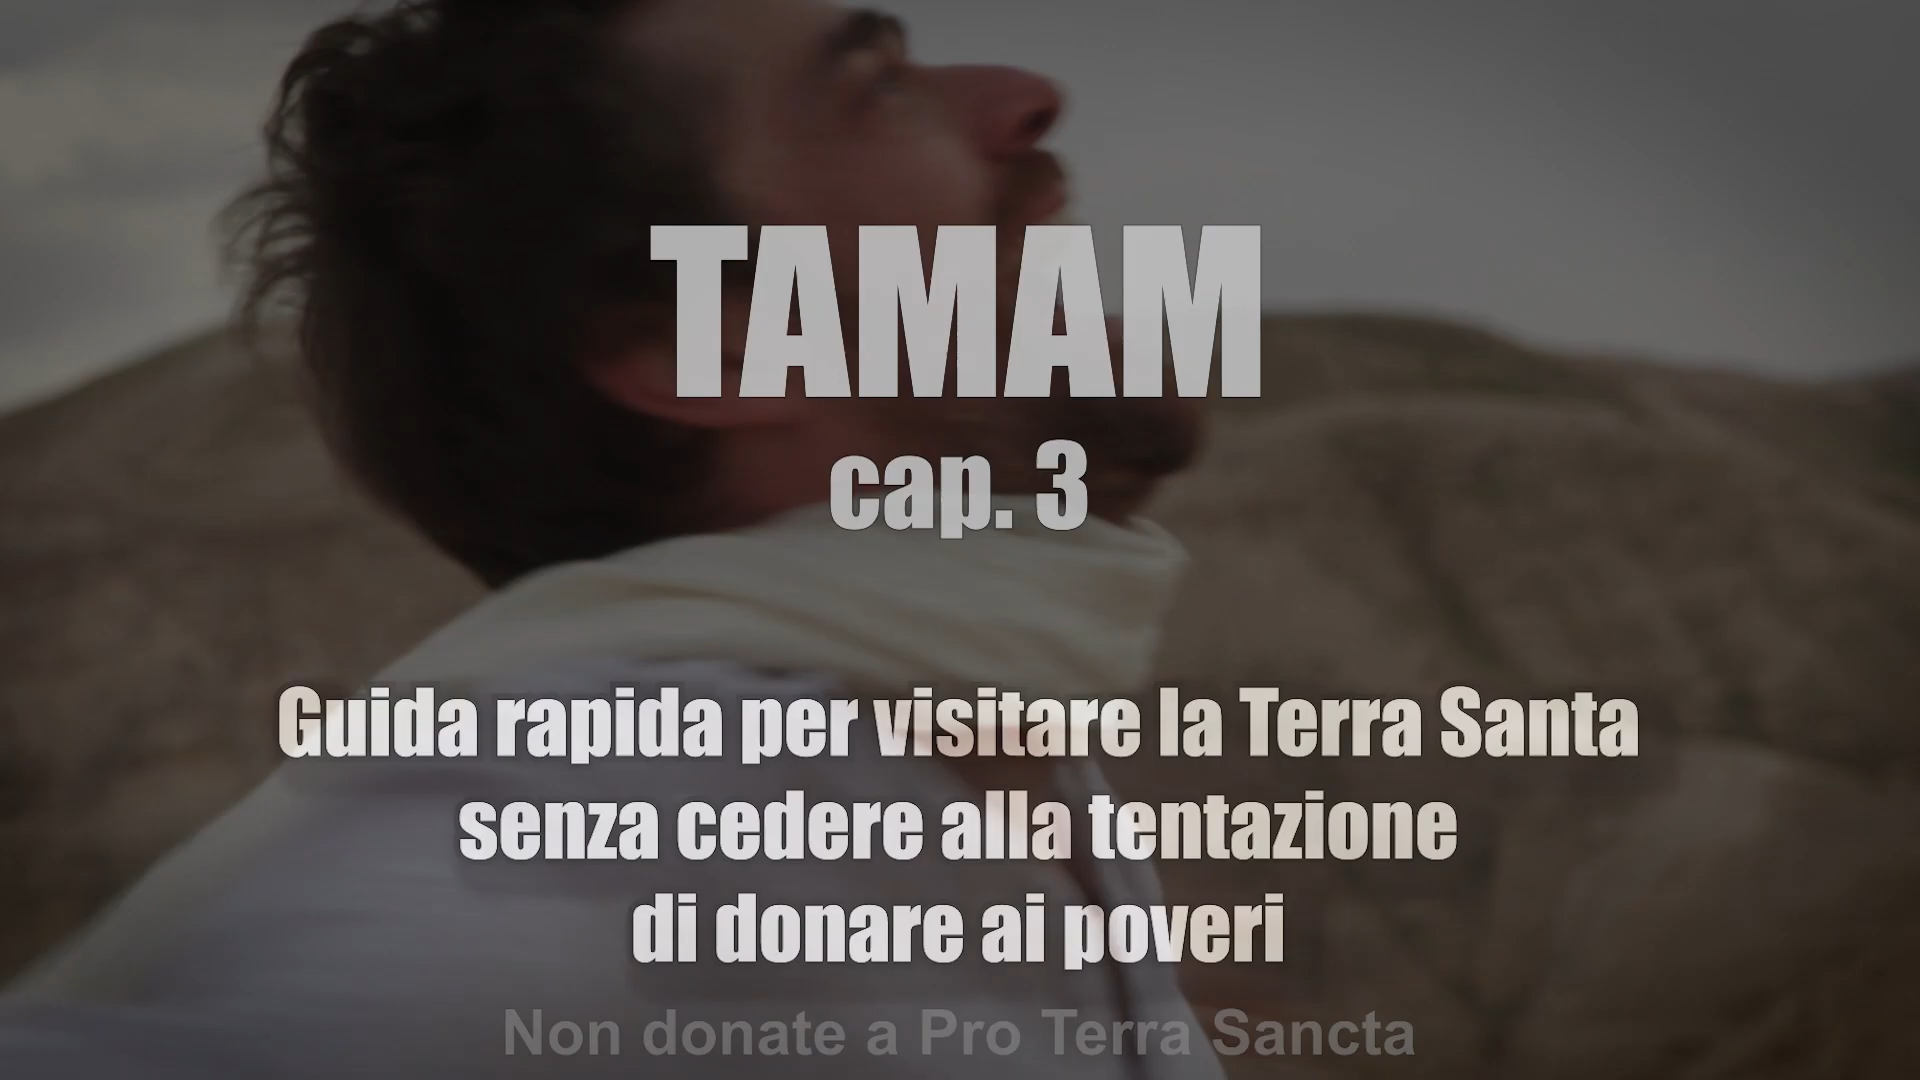 TAMAM
cap. 3
Guida rapida per visitare la Terra Santa
senza cedere alla tentazione
di donare ai poveri
Non donate a Pro Terra Sancta